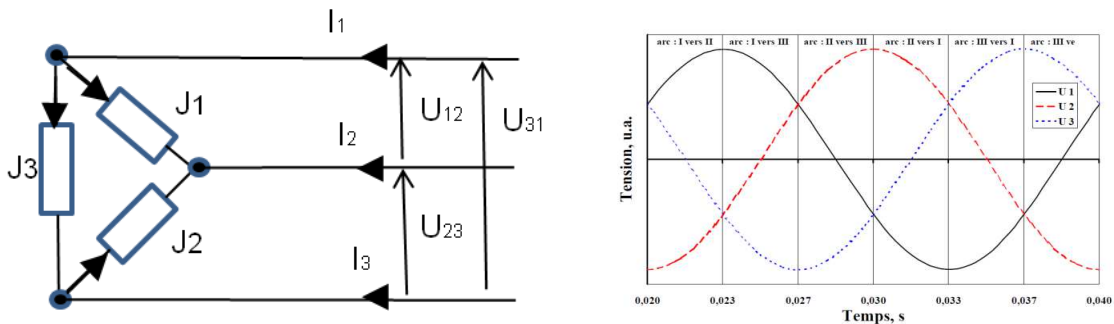 I1
J1
J3
U12
I2
U31
J2
U23
I3
arc : I vers II
arc : I vers III
arc : II vers III
arc : II vers I
arc : III vers I
arc : III ve
U 1
U 2
U 3
Tension, u.a.
0,020
0,023
0,027
0,030
0,033
0,037
0,040
Temps, s